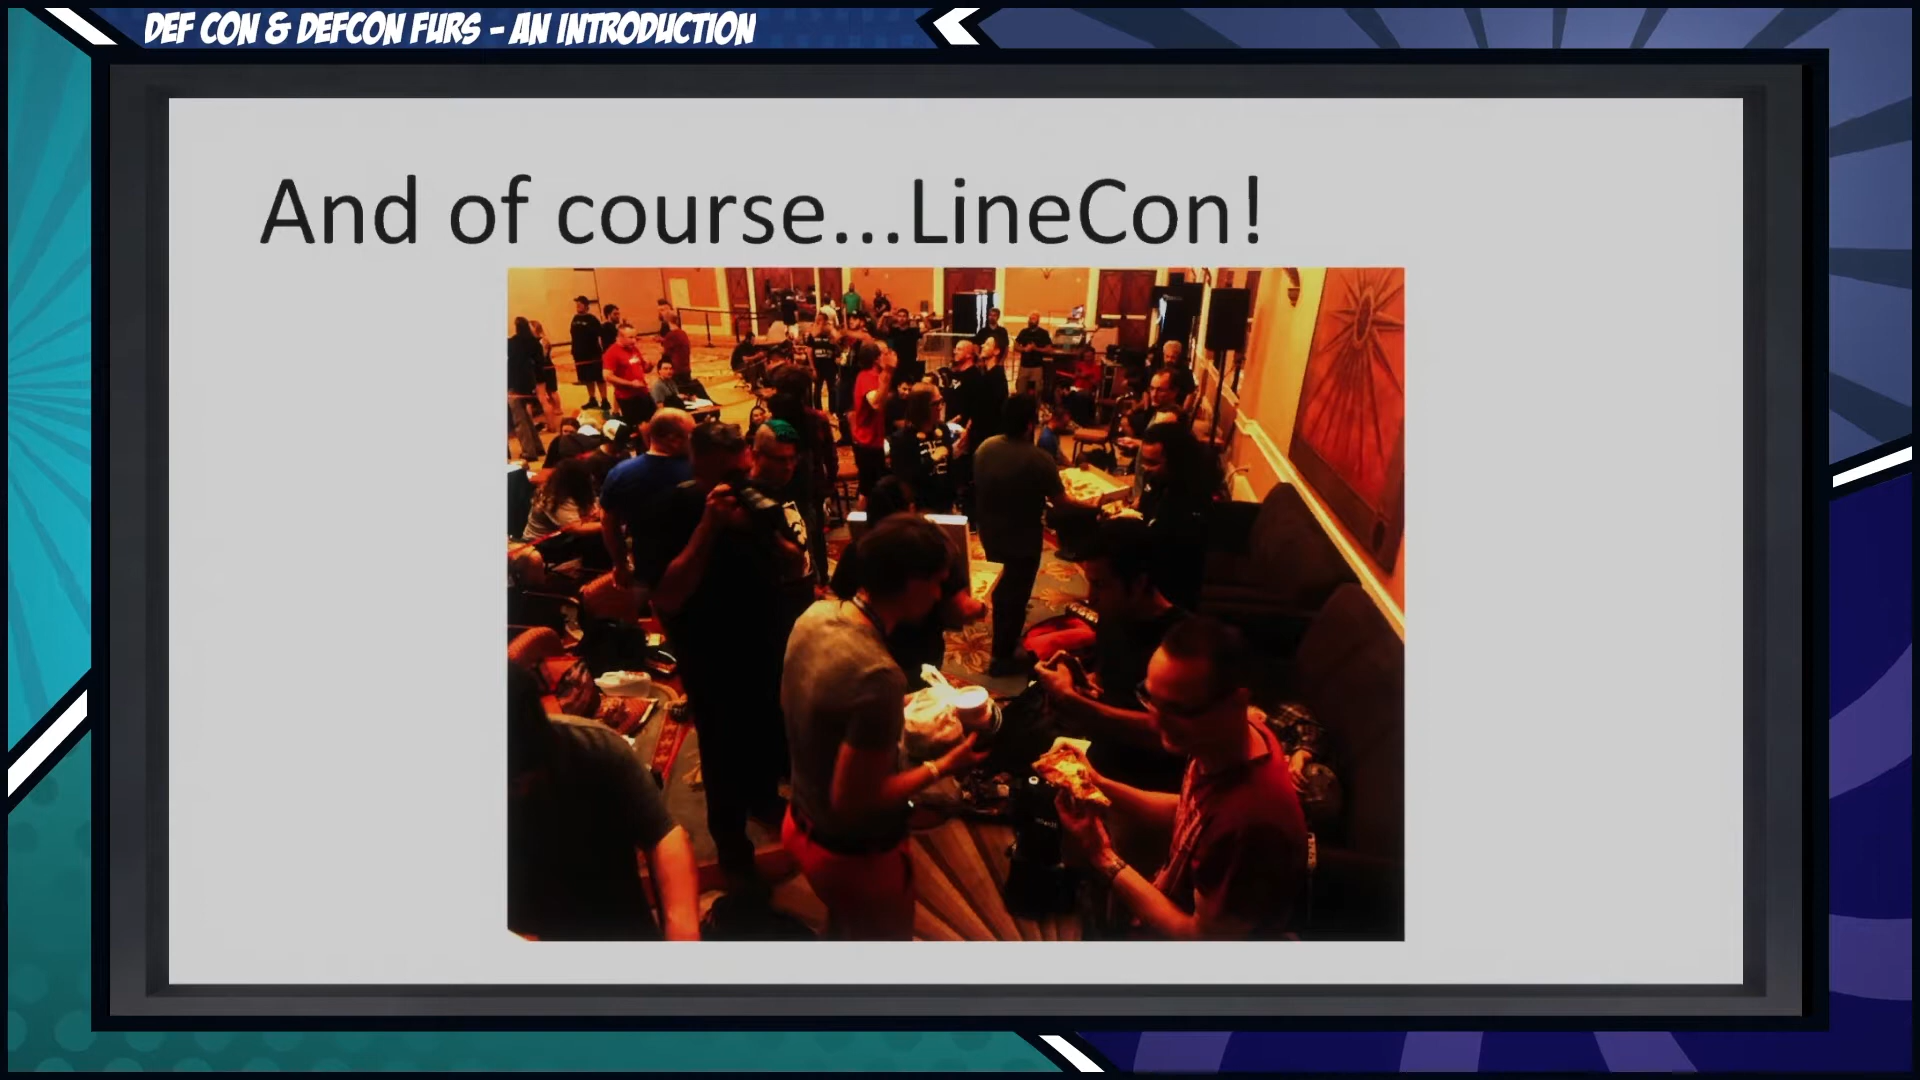 DEF CON & DEFCON FURS - AN INTRODUCTION
And of course...LineCon!